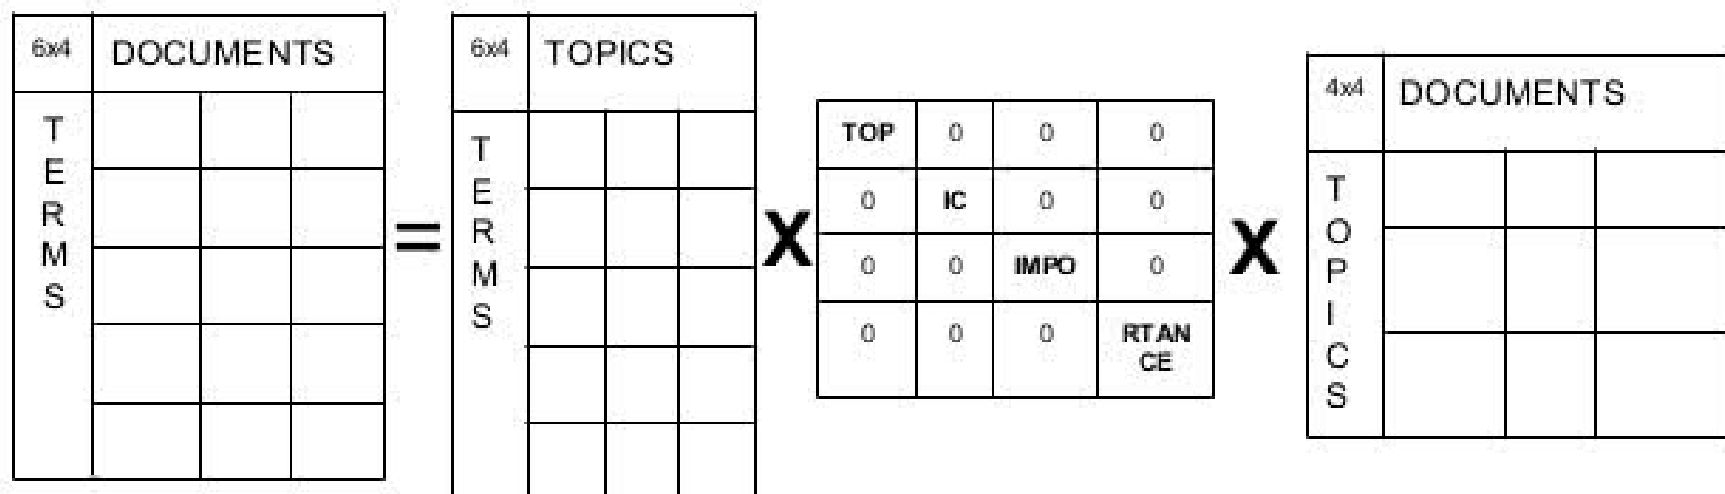 6x4 DOCUMENTS
TERMS
=
6x4 TOPICS
TERMS
X
TOP 0 0 0
0 IC 0 0
0 0 IMPO 0
0 0 0 RTAN
CE
X
4x4 DOCUMENTS
TOPICS